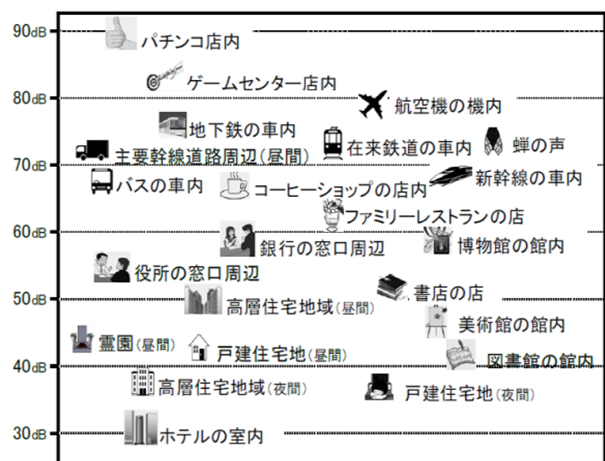 90dB
パチンコ店内
ゲームセンター店内
80dB
航空機の機内
地下鉄の車内
在来鉄道の車内
蝉の声
主要幹線道路周辺(昼間)
70dB
バスの車内
コーヒーショップの店内
新幹線の車内
ファミリーレストランの店
60dB
銀行の窓口周辺
博物館の館内
役所の窓口周辺
50dB
高層住宅地域(昼間)
書店の店
美術館の館内
霊園(昼間)
戸建住宅地(昼間)
図書館の館内
40dB
高層住宅地域(夜間)
戸建住宅地(夜間)
30dB
ホテルの室内